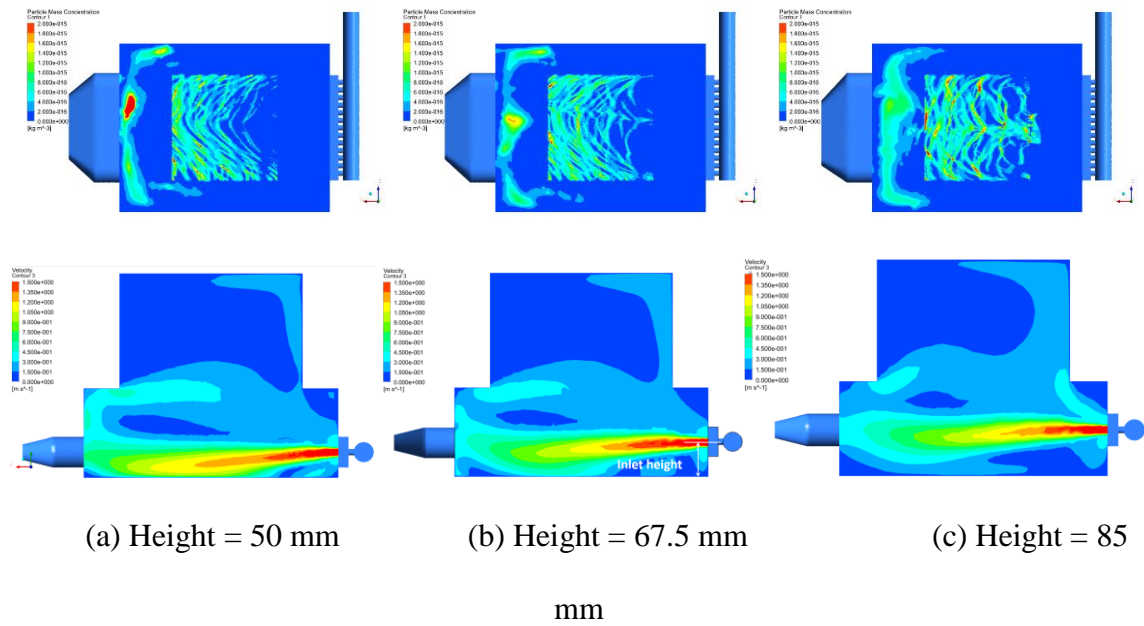 Particle Mass Concentration
Contour 1
2.000e-015
1.800e-015
1.600e-015
1.400e-015
1.200e-015
1.000e-015
8.000e-016
6.000e-016
4.000e-016
2.000e-016
0.000e+000
[kg m^-3]
Particle Mass Concentration
Contour 1
2.000e-015
1.800e-015
1.600e-015
1.400e-015
1.200e-015
1.000e-015
8.000e-016
6.000e-016
4.000e-016
2.000e-016
0.000e+000
[kg m^-3]
Particle Mass Concentration
Contour 1
2.000e-015
1.800e-015
1.600e-015
1.400e-015
1.200e-015
1.000e-015
8.000e-016
6.000e-016
4.000e-016
2.000e-016
0.000e+000
[kg m^-3]
Velocity
Contour 3
1.500e+000
1.350e+000
1.200e+000
1.050e+000
9.000e-001
7.500e-001
6.000e-001
4.500e-001
3.000e-001
1.500e-001
0.000e+000
[m s^-1]
Velocity
Contour 3
1.500e+000
1.350e+000
1.200e+000
1.050e+000
9.000e-001
7.500e-001
6.000e-001
4.500e-001
3.000e-001
1.500e-001
0.000e+000
[m s^-1]
Inlet height
Velocity
Contour 3
1.500e+000
1.350e+000
1.200e+000
1.050e+000
9.000e-001
7.500e-001
6.000e-001
4.500e-001
3.000e-001
1.500e-001
0.000e+000
[m s^-1]
(a) Height = 50 mm
(b) Height = 67.5 mm
(c) Height = 85
mm